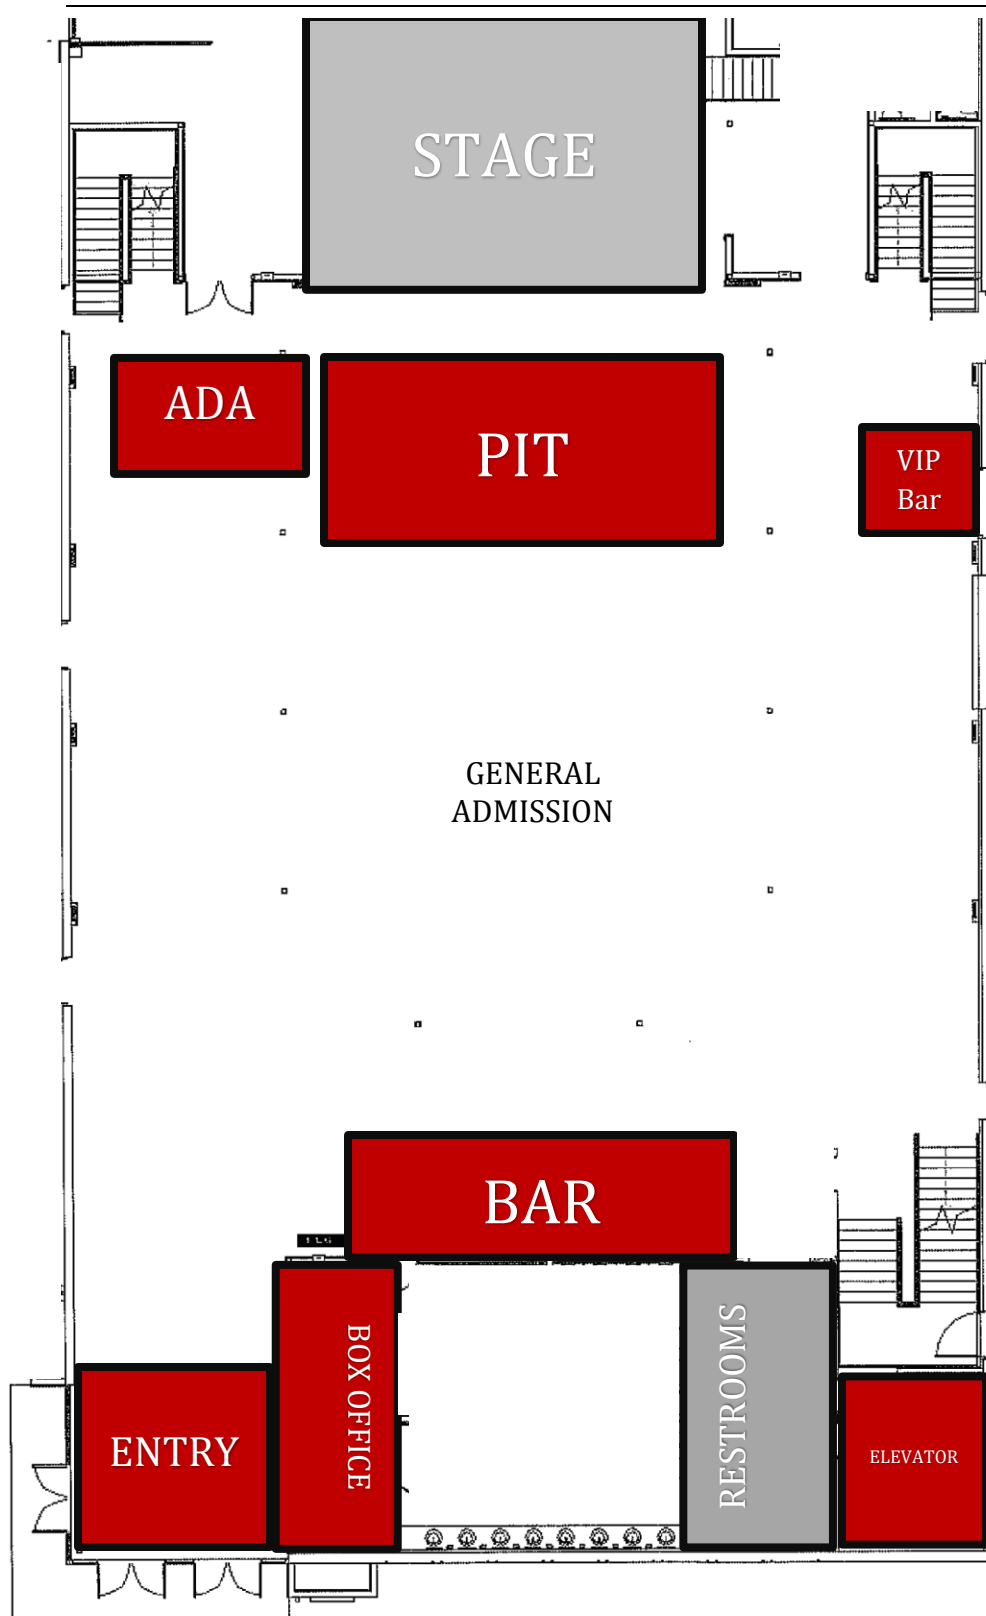 STAGE
ADA
PIT
VIP
Bar
GENERAL
ADMISSION
BAR
BOX OFFICE
RESTROOMS
ENTRY
ELEVATOR